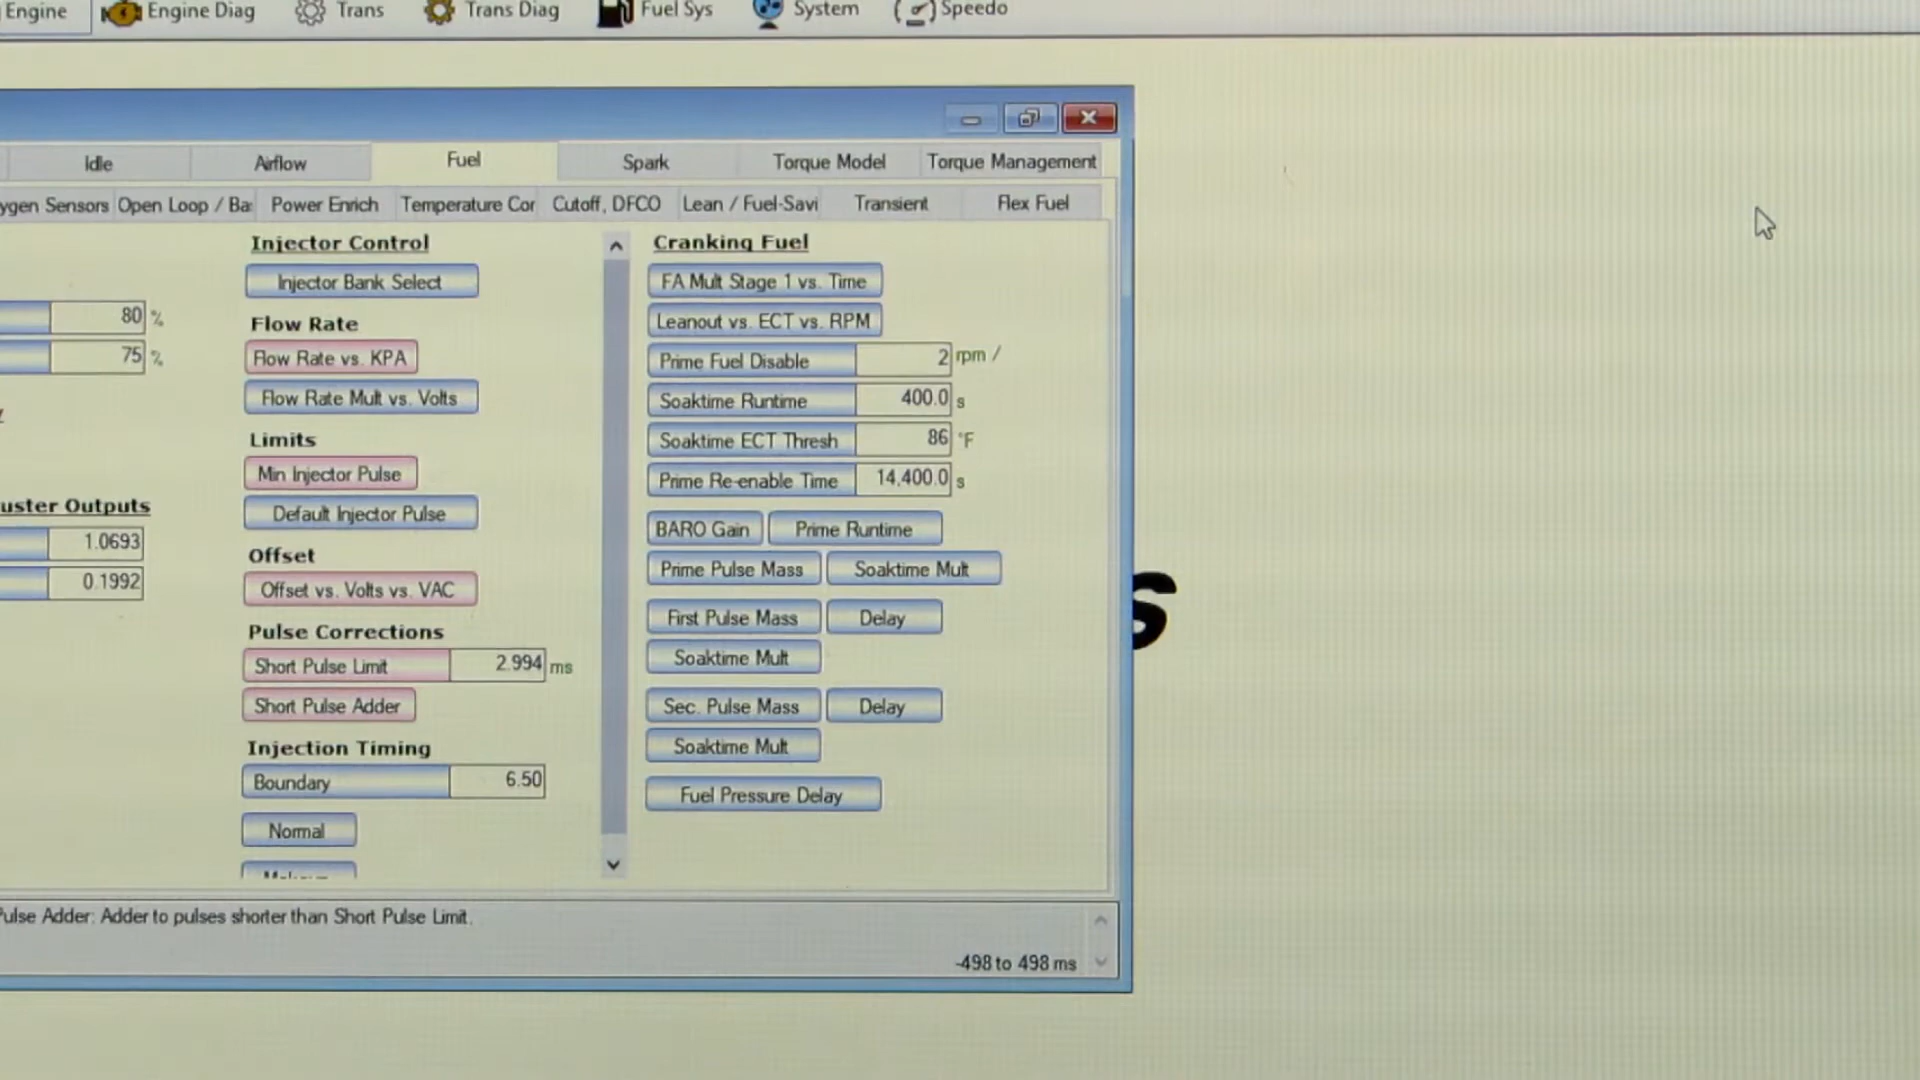 Engine Engine Diag Trans Trans Diag Fuel Sys System Speedo
Idle Airflow Fuel Spark Torque Model Torque Management
ygen Sensors Open Loop / Ba Power Enrich Temperature Cor Cutoff, DFCO Lean / Fuel-Savi Transient Flex Fuel
80 %
75 %
uster Outputs
1.0693
0.1992
Injector Control
Injector Bank Select
Flow Rate
Flow Rate vs. KPA
Flow Rate Mult vs. Volts
Limits
Min Injector Pulse
Default Injector Pulse
Offset
Offset vs. Volts vs. VAC
Pulse Corrections
Short Pulse Limit 2.994 ms
Short Pulse Adder
Injection Timing
Boundary 6.50
Normal
Cranking Fuel
FA Mult Stage 1 vs. Time
Leanout vs. ECT vs. RPM
Prime Fuel Disable 2 rpm /
Soaktime Runtime 400.0 s
Soaktime ECT Thresh 86 °F
Prime Re-enable Time 14,400.0 s
BARO Gain Prime Runtime
Prime Pulse Mass Soaktime Mult
First Pulse Mass Delay
Soaktime Mult
Sec. Pulse Mass Delay
Soaktime Mult
Fuel Pressure Delay
s
Pulse Adder: Adder to pulses shorter than Short Pulse Limit.
-498 to 498 ms